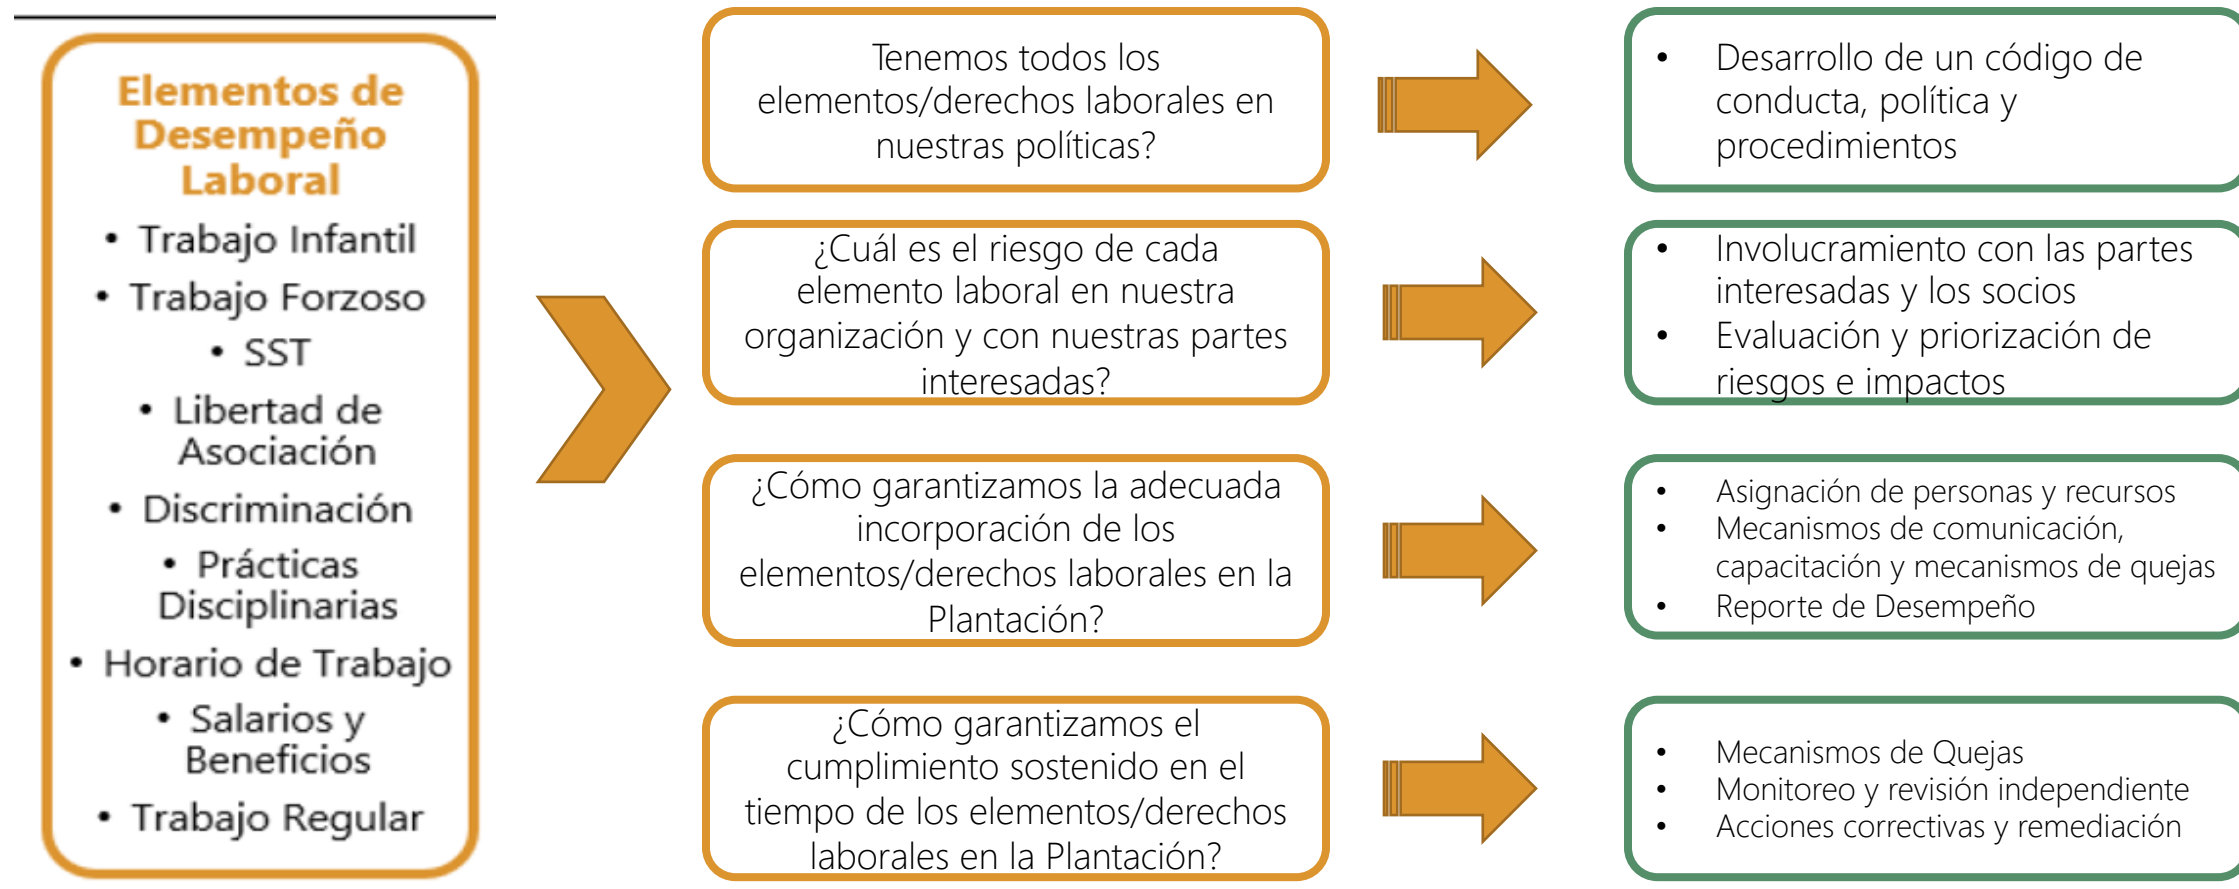 Elementos de
Desempeño
Laboral
• Trabajo Infantil
• Trabajo Forzoso
• SST
• Libertad de
Asociación
• Discriminación
• Prácticas
Disciplinarias
• Horario de Trabajo
• Salarios y
Beneficios
• Trabajo Regular
Tenemos todos los
elementos/derechos laborales en
nuestras políticas?
• Desarrollo de un código de
conducta, política y
procedimientos
¿Cuál es el riesgo de cada
elemento laboral en nuestra
organización y con nuestras partes
interesadas?
• Involucramiento con las partes
interesadas y los socios
• Evaluación y priorización de
riesgos e impactos
¿Cómo garantizamos la adecuada
incorporación de los
elementos/derechos laborales en la
Plantación?
• Asignación de personas y recursos
• Mecanismos de comunicación,
capacitación y mecanismos de quejas
• Reporte de Desempeño
¿Cómo garantizamos el
cumplimiento sostenido en el
tiempo de los elementos/derechos
laborales en la Plantación?
• Mecanismos de Quejas
• Monitoreo y revisión independiente
• Acciones correctivas y remediación